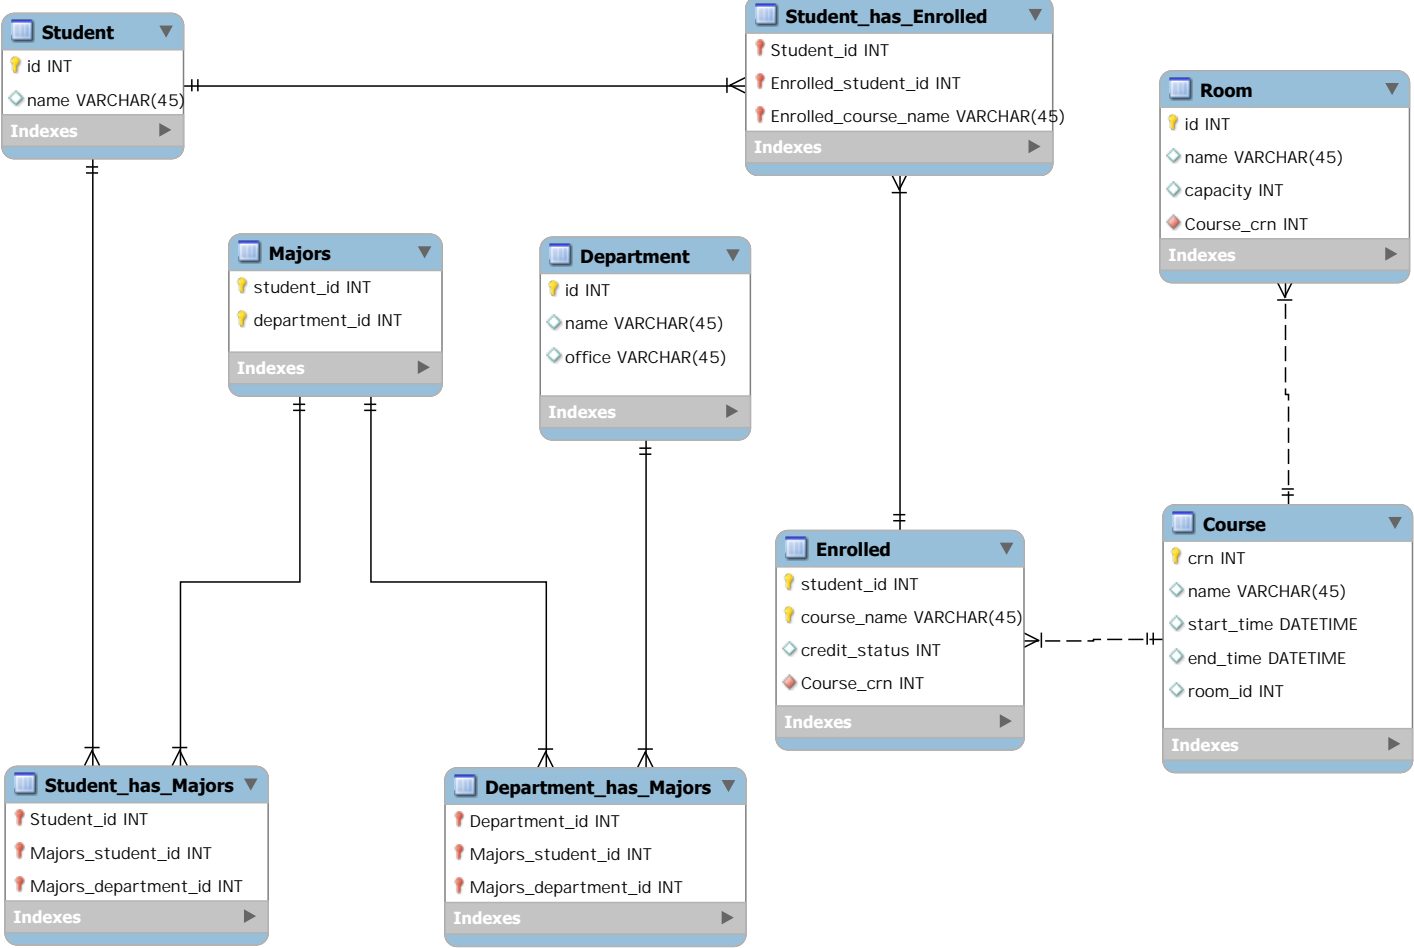 Student
id INT
name VARCHAR(45)
Indexes
Student_has_Enrolled
Student_id INT
Enrolled_student_id INT
Enrolled_course_name VARCHAR(45)
Indexes
Room
id INT
name VARCHAR(45)
capacity INT
Course_crn INT
Indexes
Majors
student_id INT
department_id INT
Indexes
Department
id INT
name VARCHAR(45)
office VARCHAR(45)
Indexes
Enrolled
student_id INT
course_name VARCHAR(45)
credit_status INT
Course_crn INT
Indexes
Course
crn INT
name VARCHAR(45)
start_time DATETIME
end_time DATETIME
room_id INT
Indexes
Student_has_Majors
Student_id INT
Majors_student_id INT
Majors_department_id INT
Indexes
Department_has_Majors
Department_id INT
Majors_student_id INT
Majors_department_id INT
Indexes